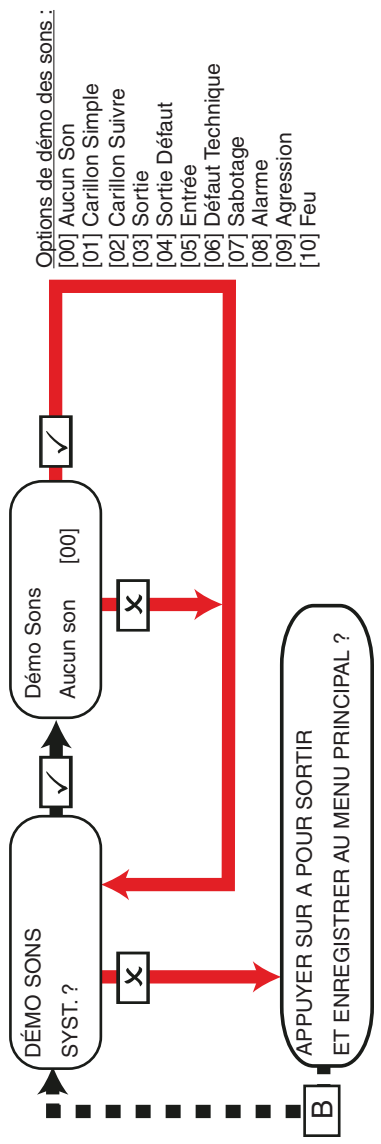 DÉMO SONS
SYST. ?
Démo Sons
Aucun son [00]
Options de démo des sons :
[00] Aucun Son
[01] Carillon Simple
[02] Carillon Suivre
[03] Sortie
[04] Sortie Défaut
[05] Entrée
[06] Défaut Technique
[07] Sabotage
[08] Alarme
[09] Agression
[10] Feu
B
APPUYER SUR A POUR SORTIR
ET ENREGISTRER AU MENU PRINCIPAL ?